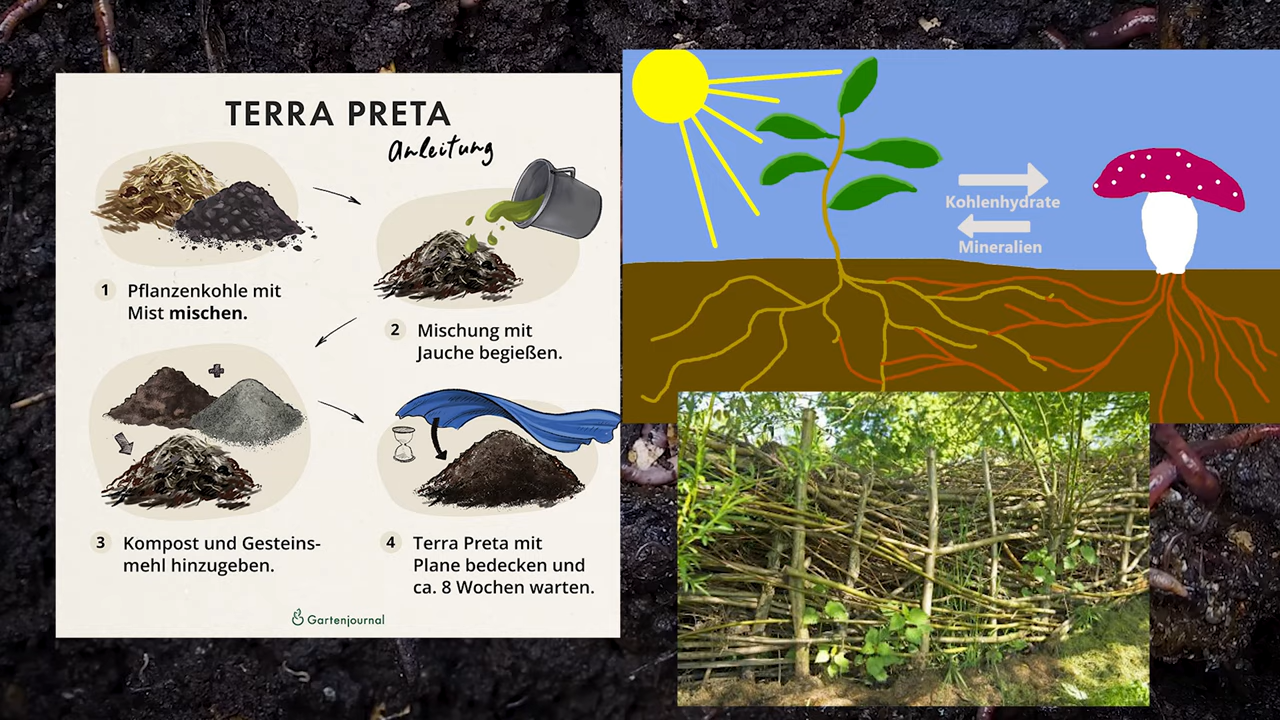 TERRA PRETA
Anleitung
1 Pflanzenkohle mit
Mist mischen.
2 Mischung mit
Jauche begießen.
3 Kompost und Gesteins-
mehl hinzugeben.
4 Terra Preta mit
Plane bedecken und
ca. 8 Wochen warten.
Gartenjournal
Kohlenhydrate
Mineralien